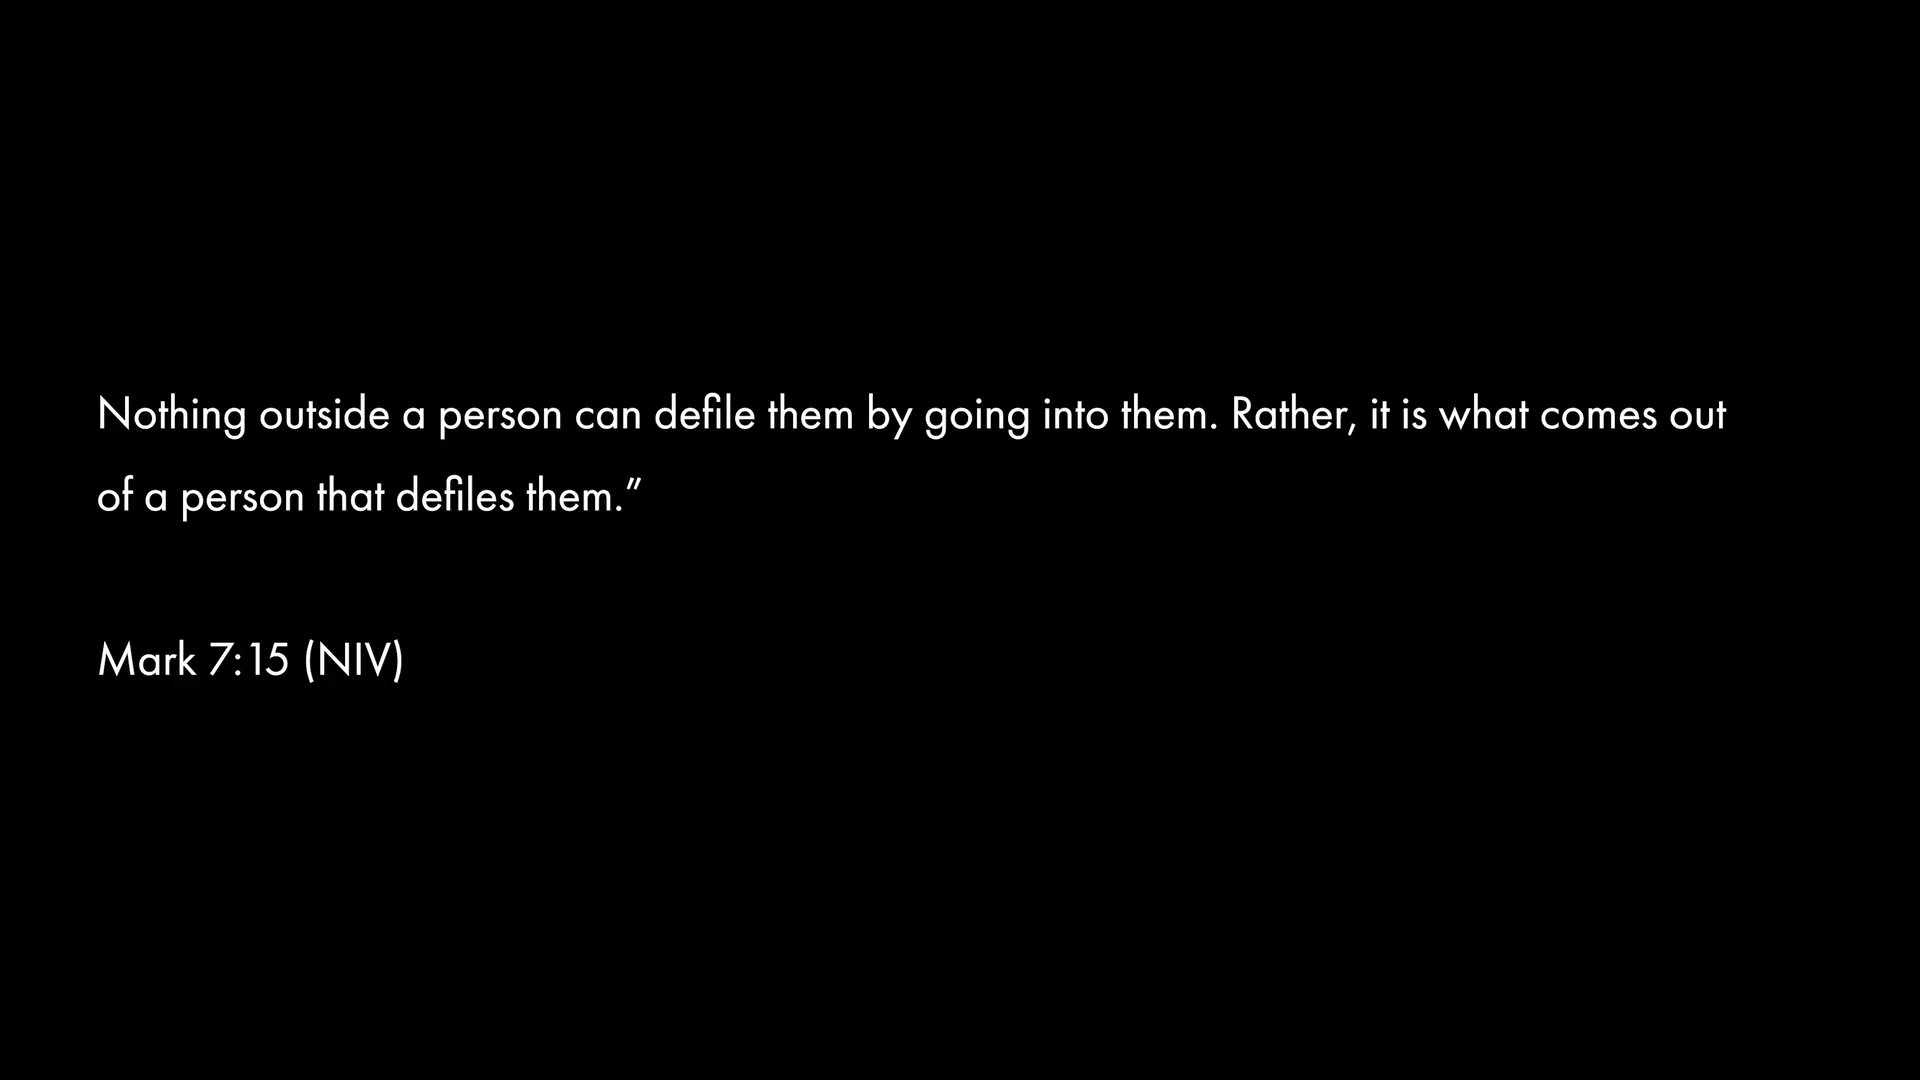 Nothing outside a person can defile them by going into them. Rather, it is what comes out
of a person that defiles them.”
Mark 7:15 (NIV)